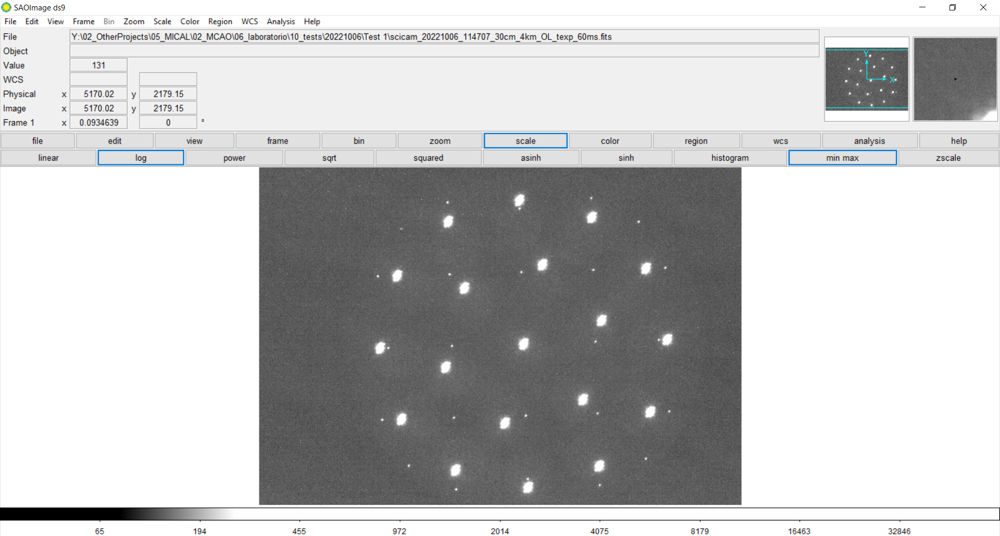 SAOImage ds9
File Edit View Frame Bin Zoom Scale Color Region WCS Analysis Help
File Y:\02_OtherProjects\05_MICAL\02_MCAO\06_laboratorio\10_tests\20221006\Test 1\scicam_20221006_114707_30cm_4km_OL_texp_60ms.fits
Object
Value 131
WCS
Physical x 5170.02 y 2179.15
Image x 5170.02 y 2179.15
Frame 1 x 0.0934639 0 °
Y
X
file edit view frame bin zoom scale color region wcs analysis help
linear log power sqrt squared asinh sinh histogram min max zscale
65 194 455 972 2014 4075 8179 16463 32846